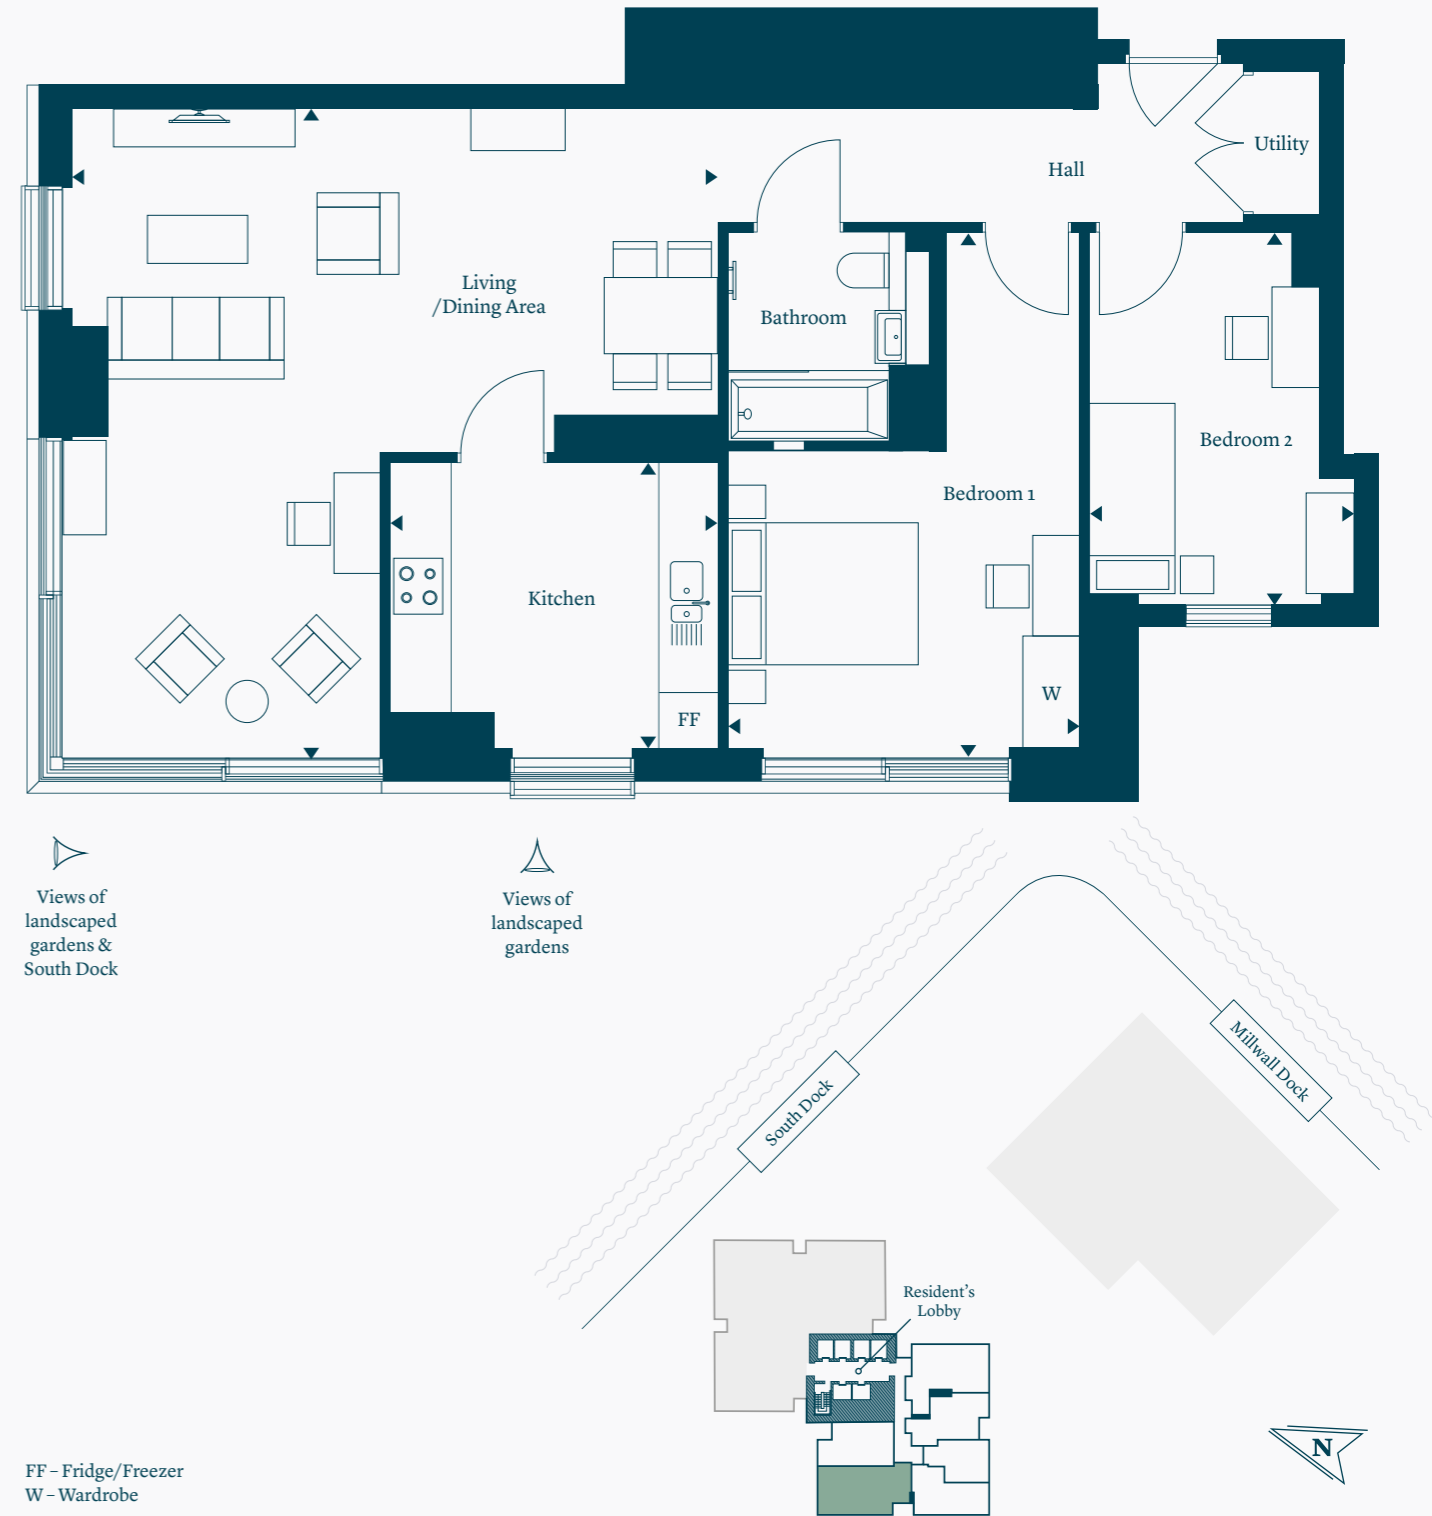 Utility
Hall
Living
/Dining Area
Bathroom
Bedroom 2
Bedroom 1
Kitchen
W
FF
Views of
landscaped
gardens &
South Dock
Views of
landscaped
gardens
Millwall Dock
South Dock
Resident’s
Lobby
N
FF – Fridge/Freezer
W – Wardrobe